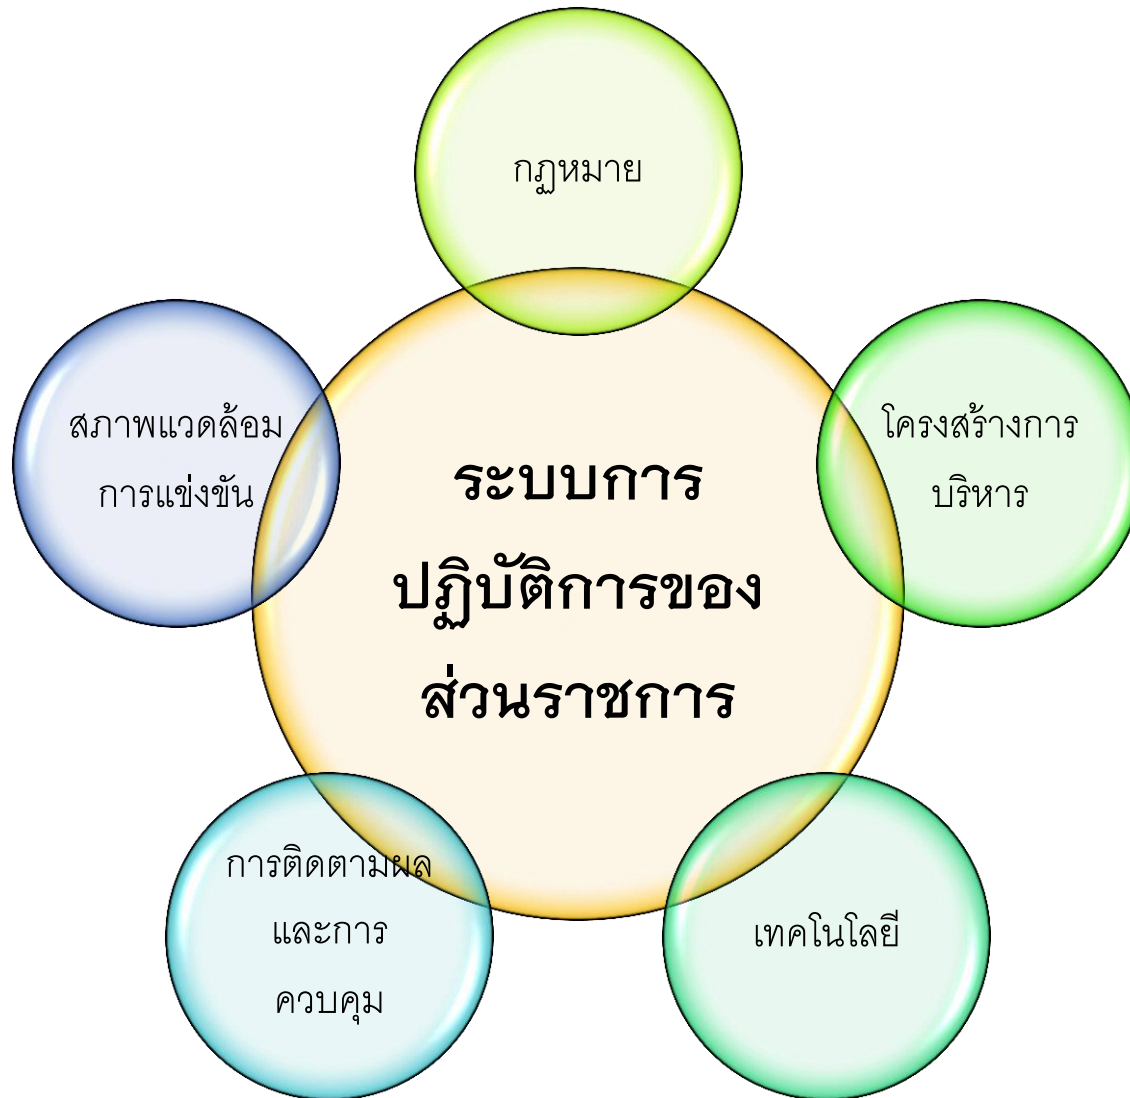 กฎหมาย
สภาพแวดล้อม
การแข่งขัน
โครงสร้างการ
บริหาร
ระบบการ
ปฏิบัติการของ
ส่วนราชการ
การติดตามผล
และการ
ควบคุม
เทคโนโลยี